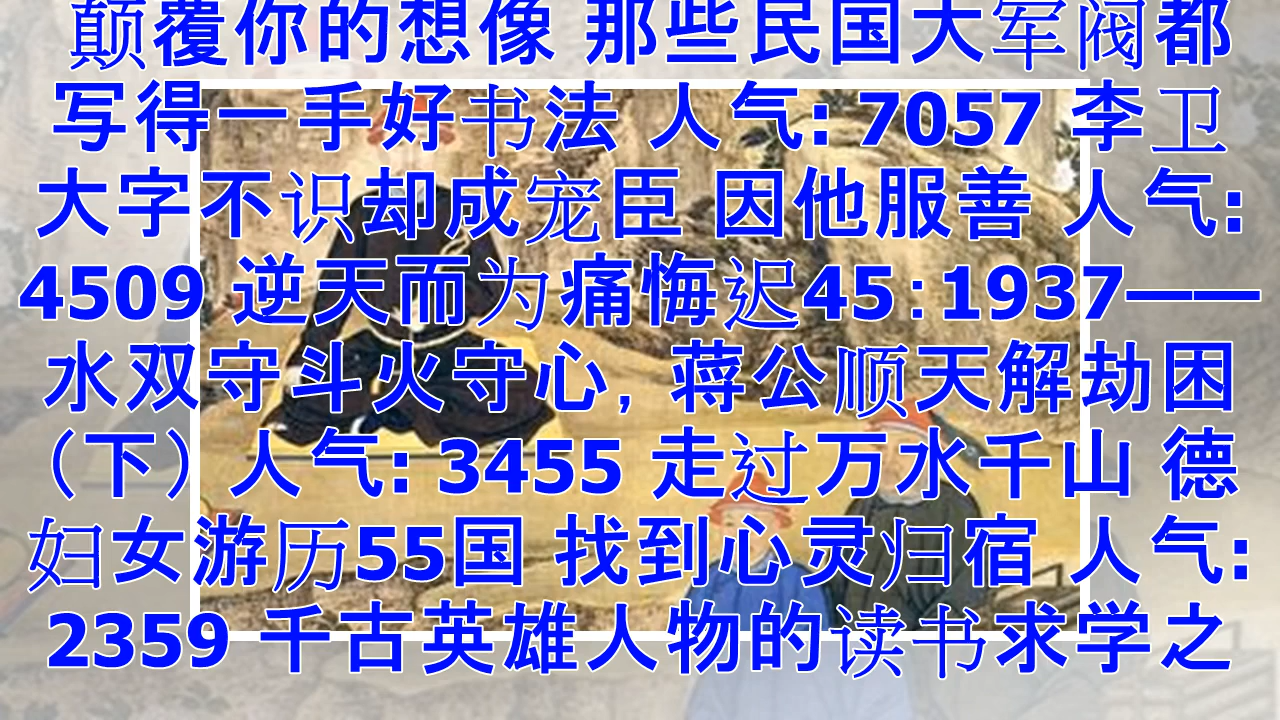 颠覆你的想像 那些民国大军阀都
写得一手好书法 人气: 7057 李卫
大字不识却成宠臣 因他服善 人气:
4509 逆天而为痛悔迟45:1937——
水双守斗火守心, 蒋公顺天解劫困
（下）人气: 3455 走过万水千山 德
妇女游历55国 找到心灵归宿 人气:
2359 千古英雄人物的读书求学之